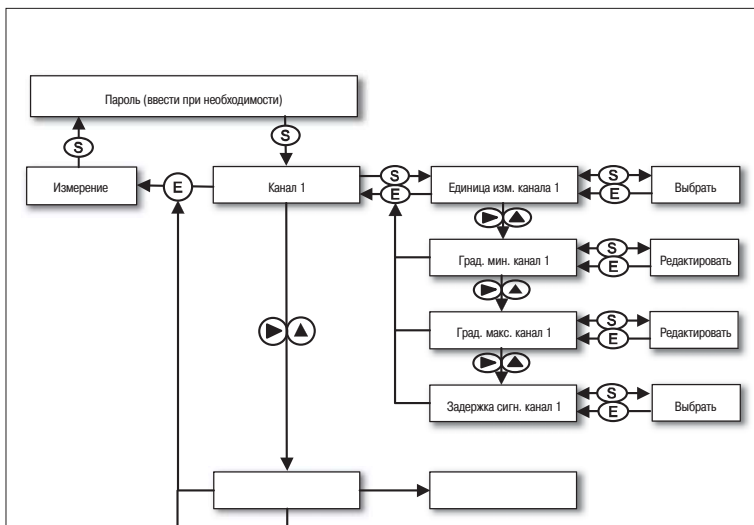 Пароль (ввести при необходимости)
S
S
Измерение
E
Канал 1
S
E
Единица изм. канала 1
S
E
Выбрать
Град. мин. канал 1
S
E
Редактировать
Град. макс. канал 1
S
E
Редактировать
Задержка сигн. канал 1
S
E
Выбрать